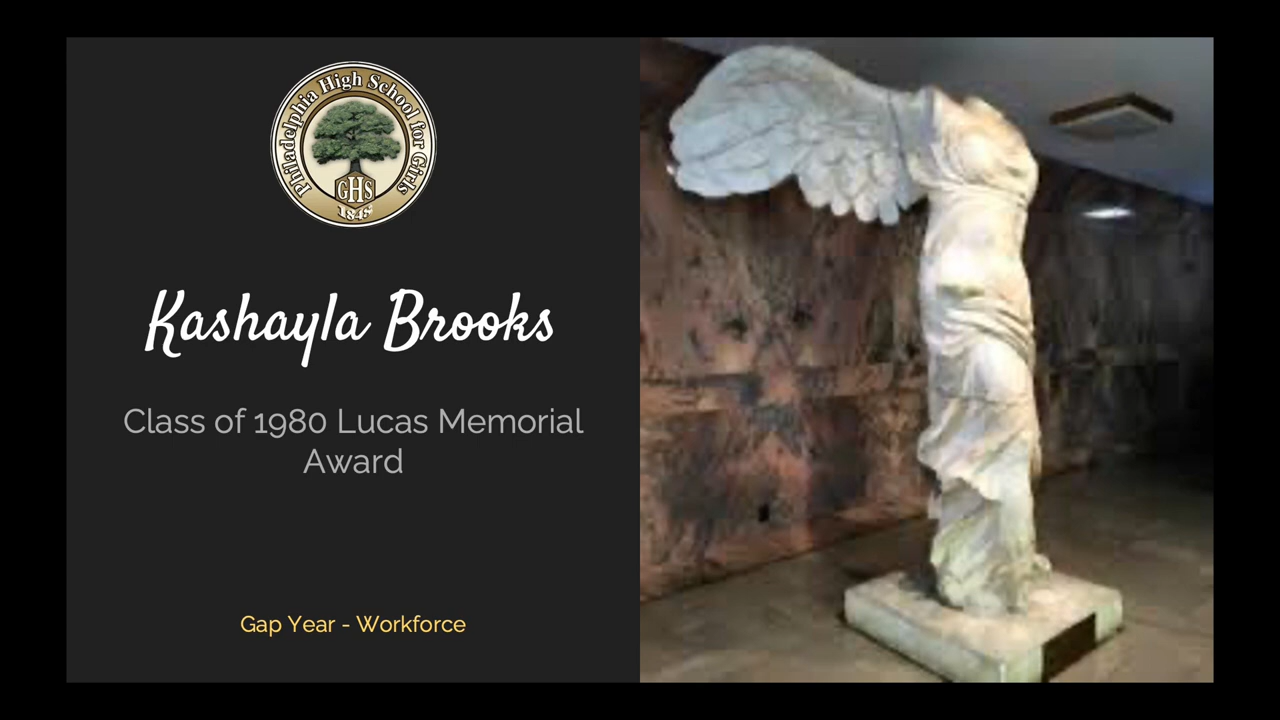 Philadelphia High School for Girls
GHS
1848
Kashayla Brooks
Class of 1980 Lucas Memorial
Award
Gap Year - Workforce